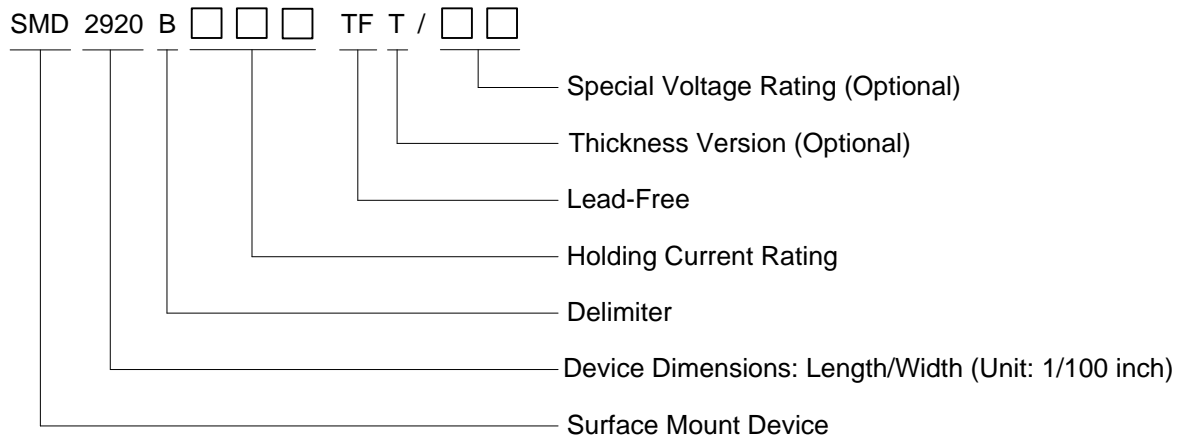 SMD 2920 B □ □ □ TF T / □ □
Special Voltage Rating (Optional)
Thickness Version (Optional)
Lead-Free
Holding Current Rating
Delimiter
Device Dimensions: Length/Width (Unit: 1/100 inch)
Surface Mount Device